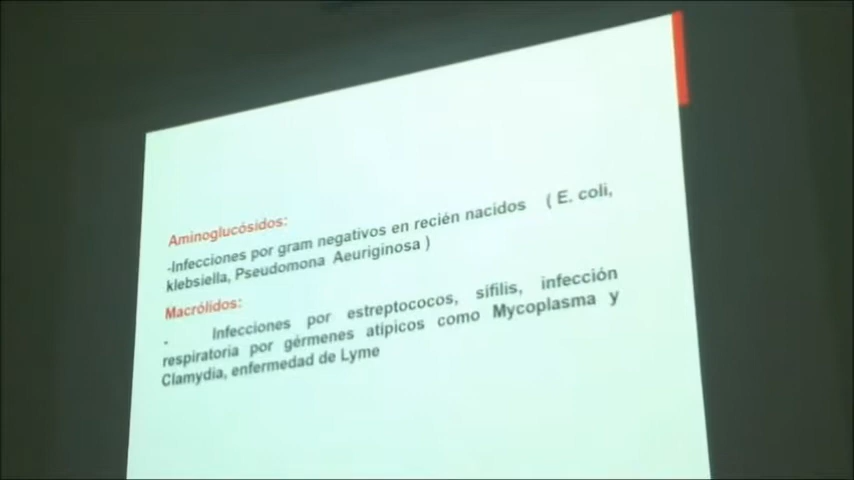 Aminoglucósidos:
-Infecciones por gram negativos en recién nacidos ( E. coli,
klebsiella, Pseudomona Aeuriginosa )
Macrólidos:
- Infecciones por estreptococos, sífilis, infección
respiratoria por gérmenes atípicos como Mycoplasma y
Clamydia, enfermedad de Lyme